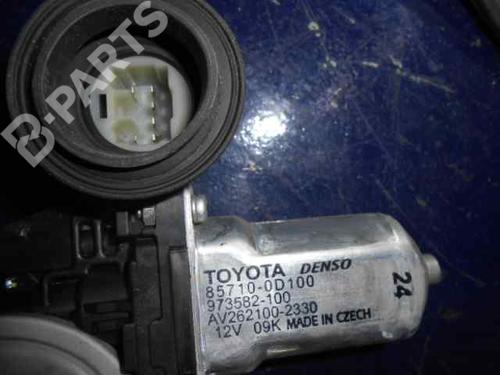 B-PARTS
TOYOTA DENSO
85710-0D100
973582-100
AV262100-2330
12V 09K MADE IN CZECH
24